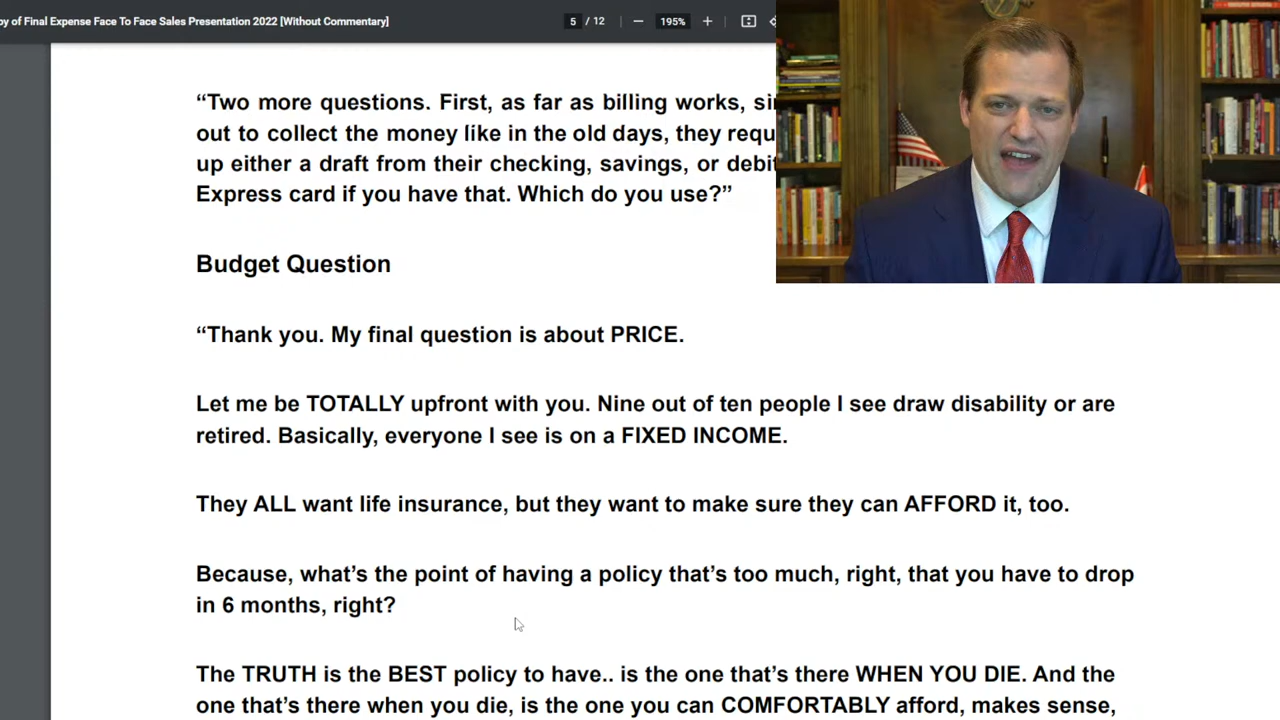 py of Final Expense Face To Face Sales Presentation 2022 [Without Commentary]
5 / 12
195%
“Two more questions. First, as far as billing works, sin
out to collect the money like in the old days, they requ
up either a draft from their checking, savings, or debit
Express card if you have that. Which do you use?”
Budget Question
“Thank you. My final question is about PRICE.
Let me be TOTALLY upfront with you. Nine out of ten people I see draw disability or are
retired. Basically, everyone I see is on a FIXED INCOME.
They ALL want life insurance, but they want to make sure they can AFFORD it, too.
Because, what’s the point of having a policy that’s too much, right, that you have to drop
in 6 months, right?
The TRUTH is the BEST policy to have.. is the one that’s there WHEN YOU DIE. And the
one that’s there when you die, is the one you can COMFORTABLY afford, makes sense,